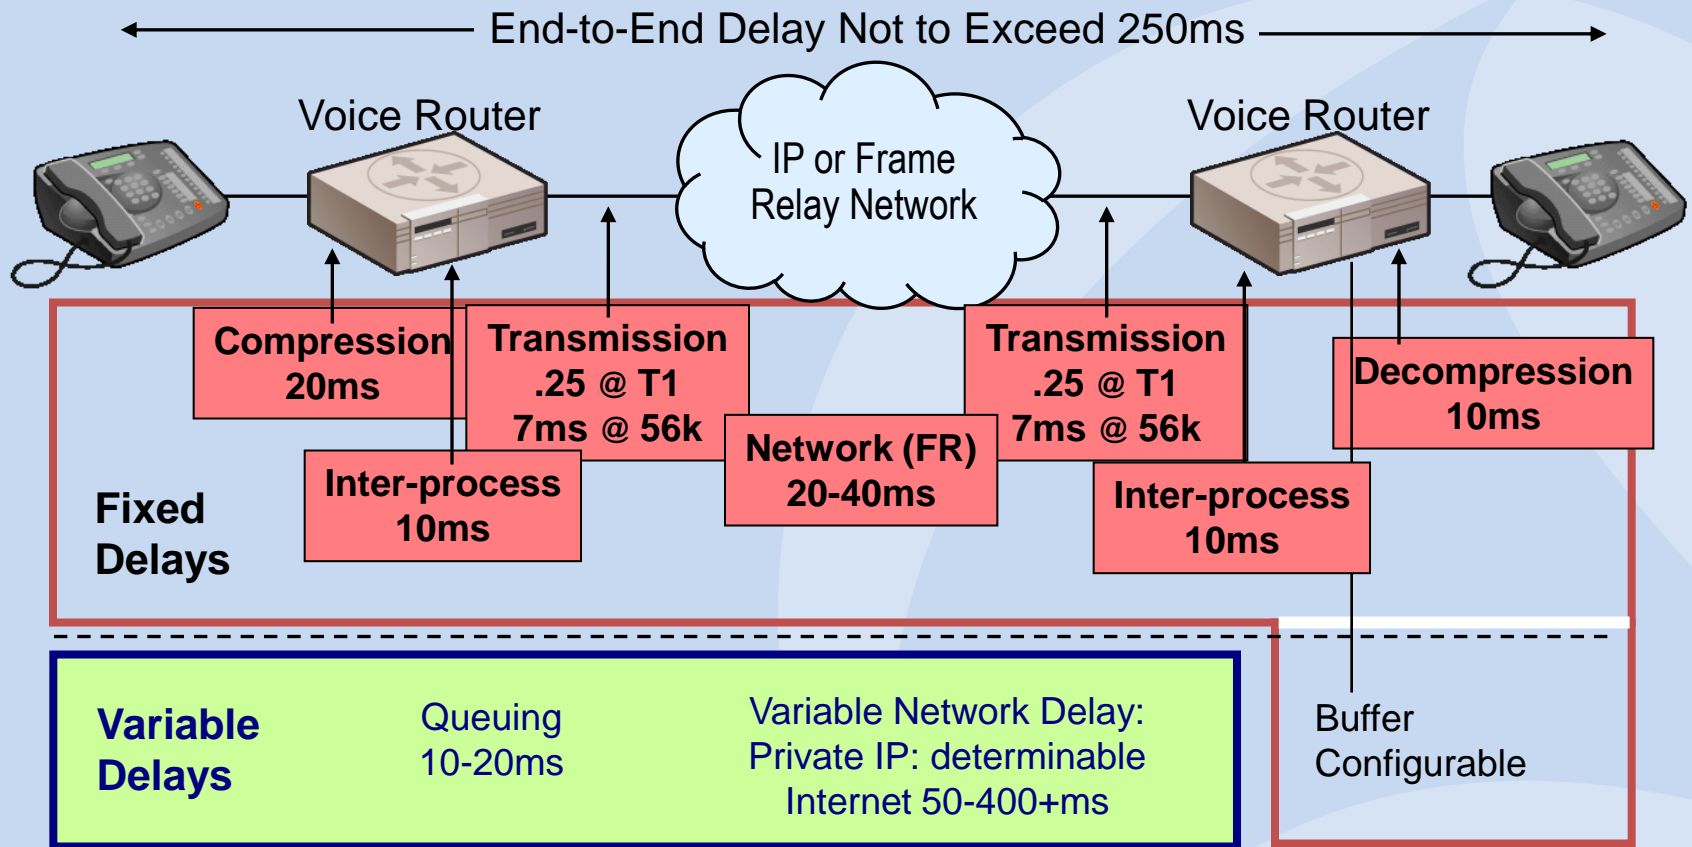 End-to-End Delay Not to Exceed 250ms
Voice Router
Voice Router
IP or Frame
Relay Network
Compression
20ms
Transmission
.25 @ T1
7ms @ 56k
Transmission
.25 @ T1
7ms @ 56k
Decompression
10ms
Network (FR)
20-40ms
Inter-process
10ms
Inter-process
10ms
Fixed
Delays
Variable
Delays
Queuing
10-20ms
Variable Network Delay:
Private IP: determinable
Internet 50-400+ms
Buffer
Configurable